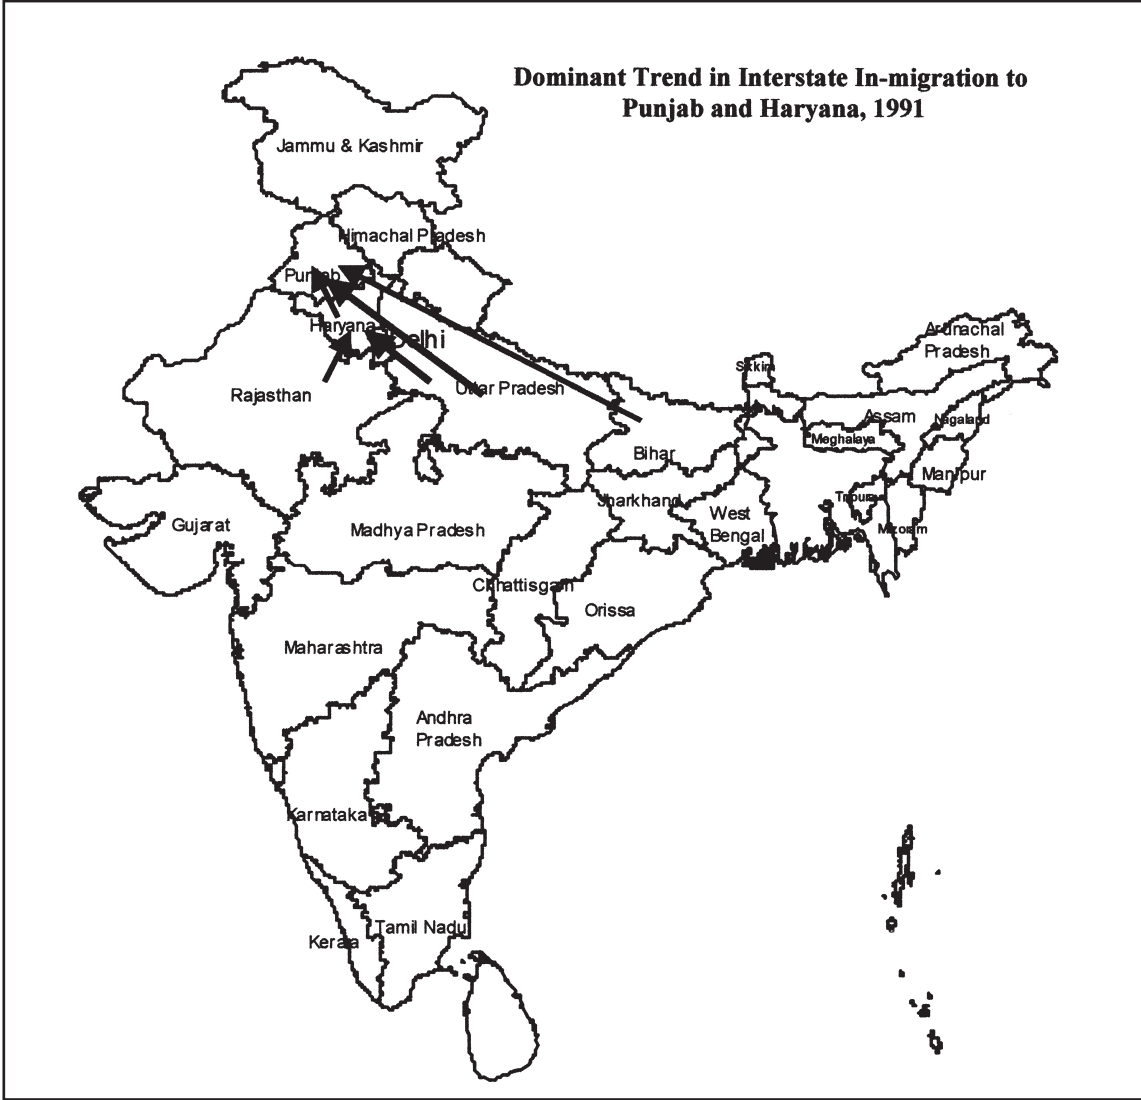 Dominant Trend in Interstate In-migration to
Punjab and Haryana, 1991
Jammu & Kashmir
Himachal Pradesh
Punjab
Haryana
Delhi
Rajasthan
Uttar Pradesh
Bihar
Sikkim
Arunachal
Pradesh
Assam
Nagaland
Meghalaya
Manipur
Tripura
Mizoram
Jharkhand
West
Bengal
Gujarat
Madhya Pradesh
Chhattisgarh
Orissa
Maharashtra
Andhra
Pradesh
Karnataka
Tamil Nadu
Kerala